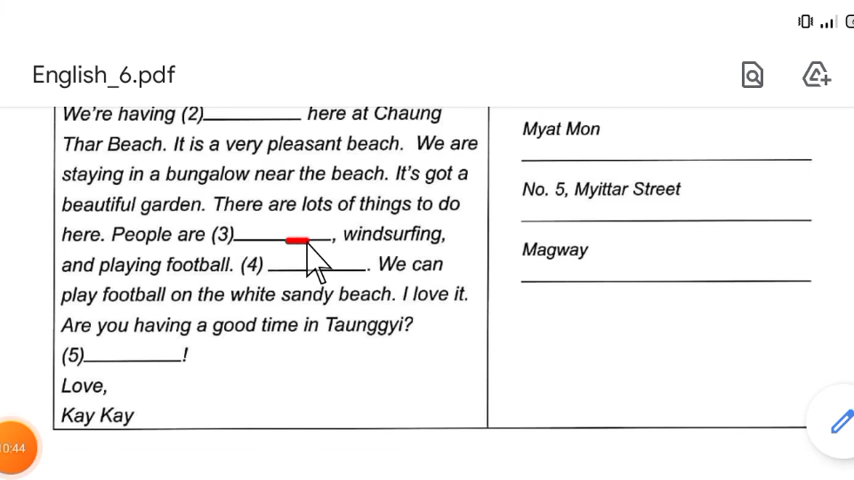 English_6.pdf
We're having (2)__________ here at Chaung
Thar Beach. It is a very pleasant beach. We are
staying in a bungalow near the beach. It's got a
beautiful garden. There are lots of things to do
here. People are (3)__________, windsurfing,
and playing football. (4) __________. We can
play football on the white sandy beach. I love it.
Are you having a good time in Taunggyi?
(5)__________!
Love,
Kay Kay
Myat Mon
No. 5, Myittar Street
Magway
10:44